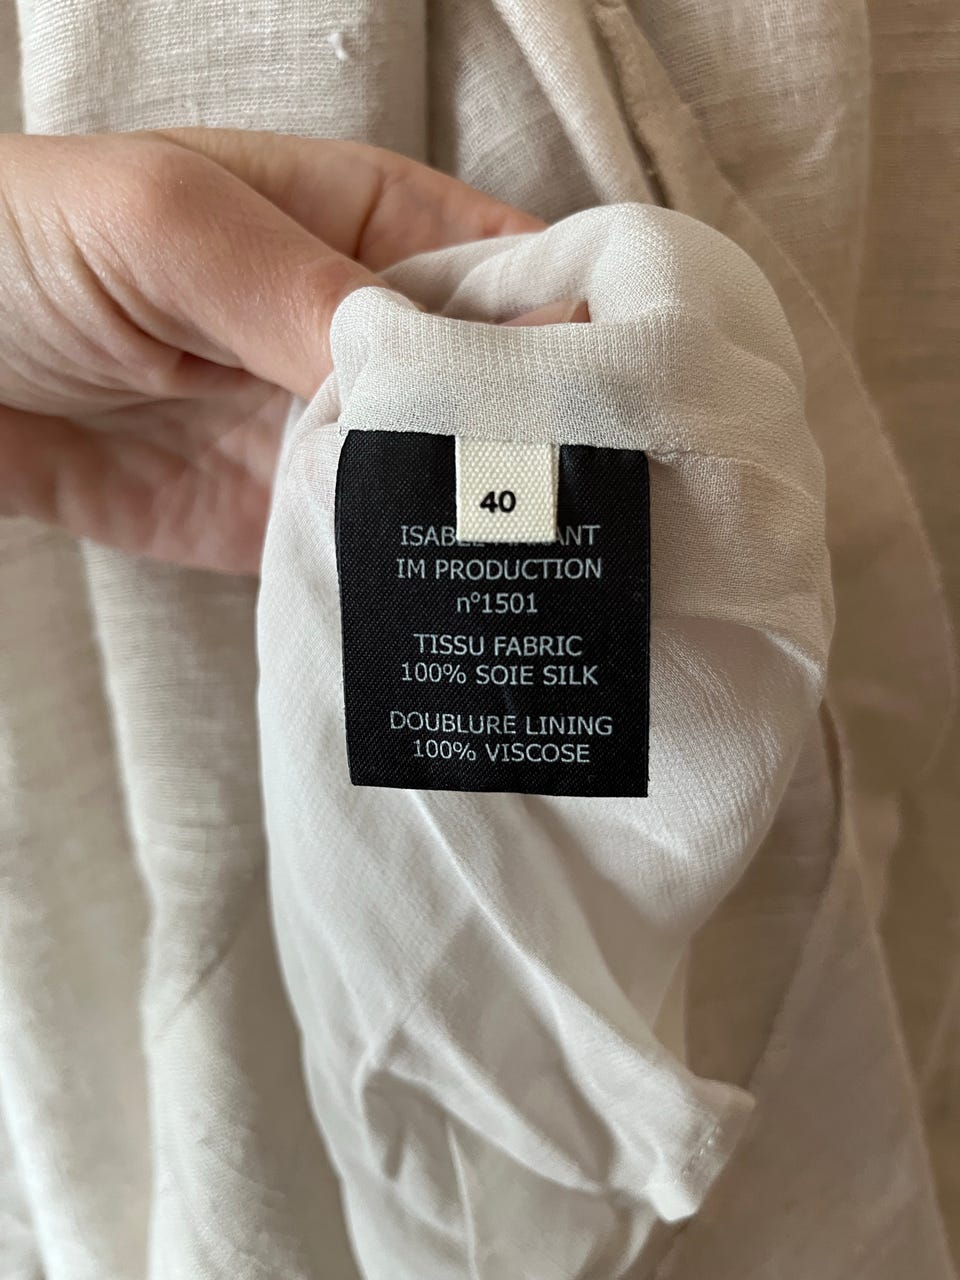 40
IM PRODUCTION
n°1501
TISSU FABRIC
100% SOIE SILK
DOUBLURE LINING
100% VISCOSE